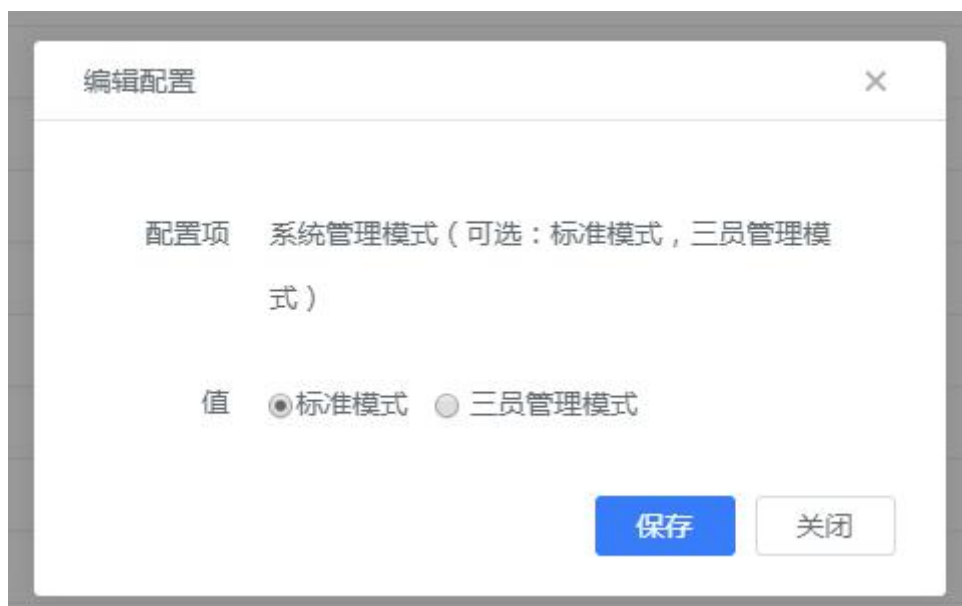 编辑配置
配置项 系统管理模式(可选:标准模式,三员管理模
式)
值 标准模式 三员管理模式
保存 关闭